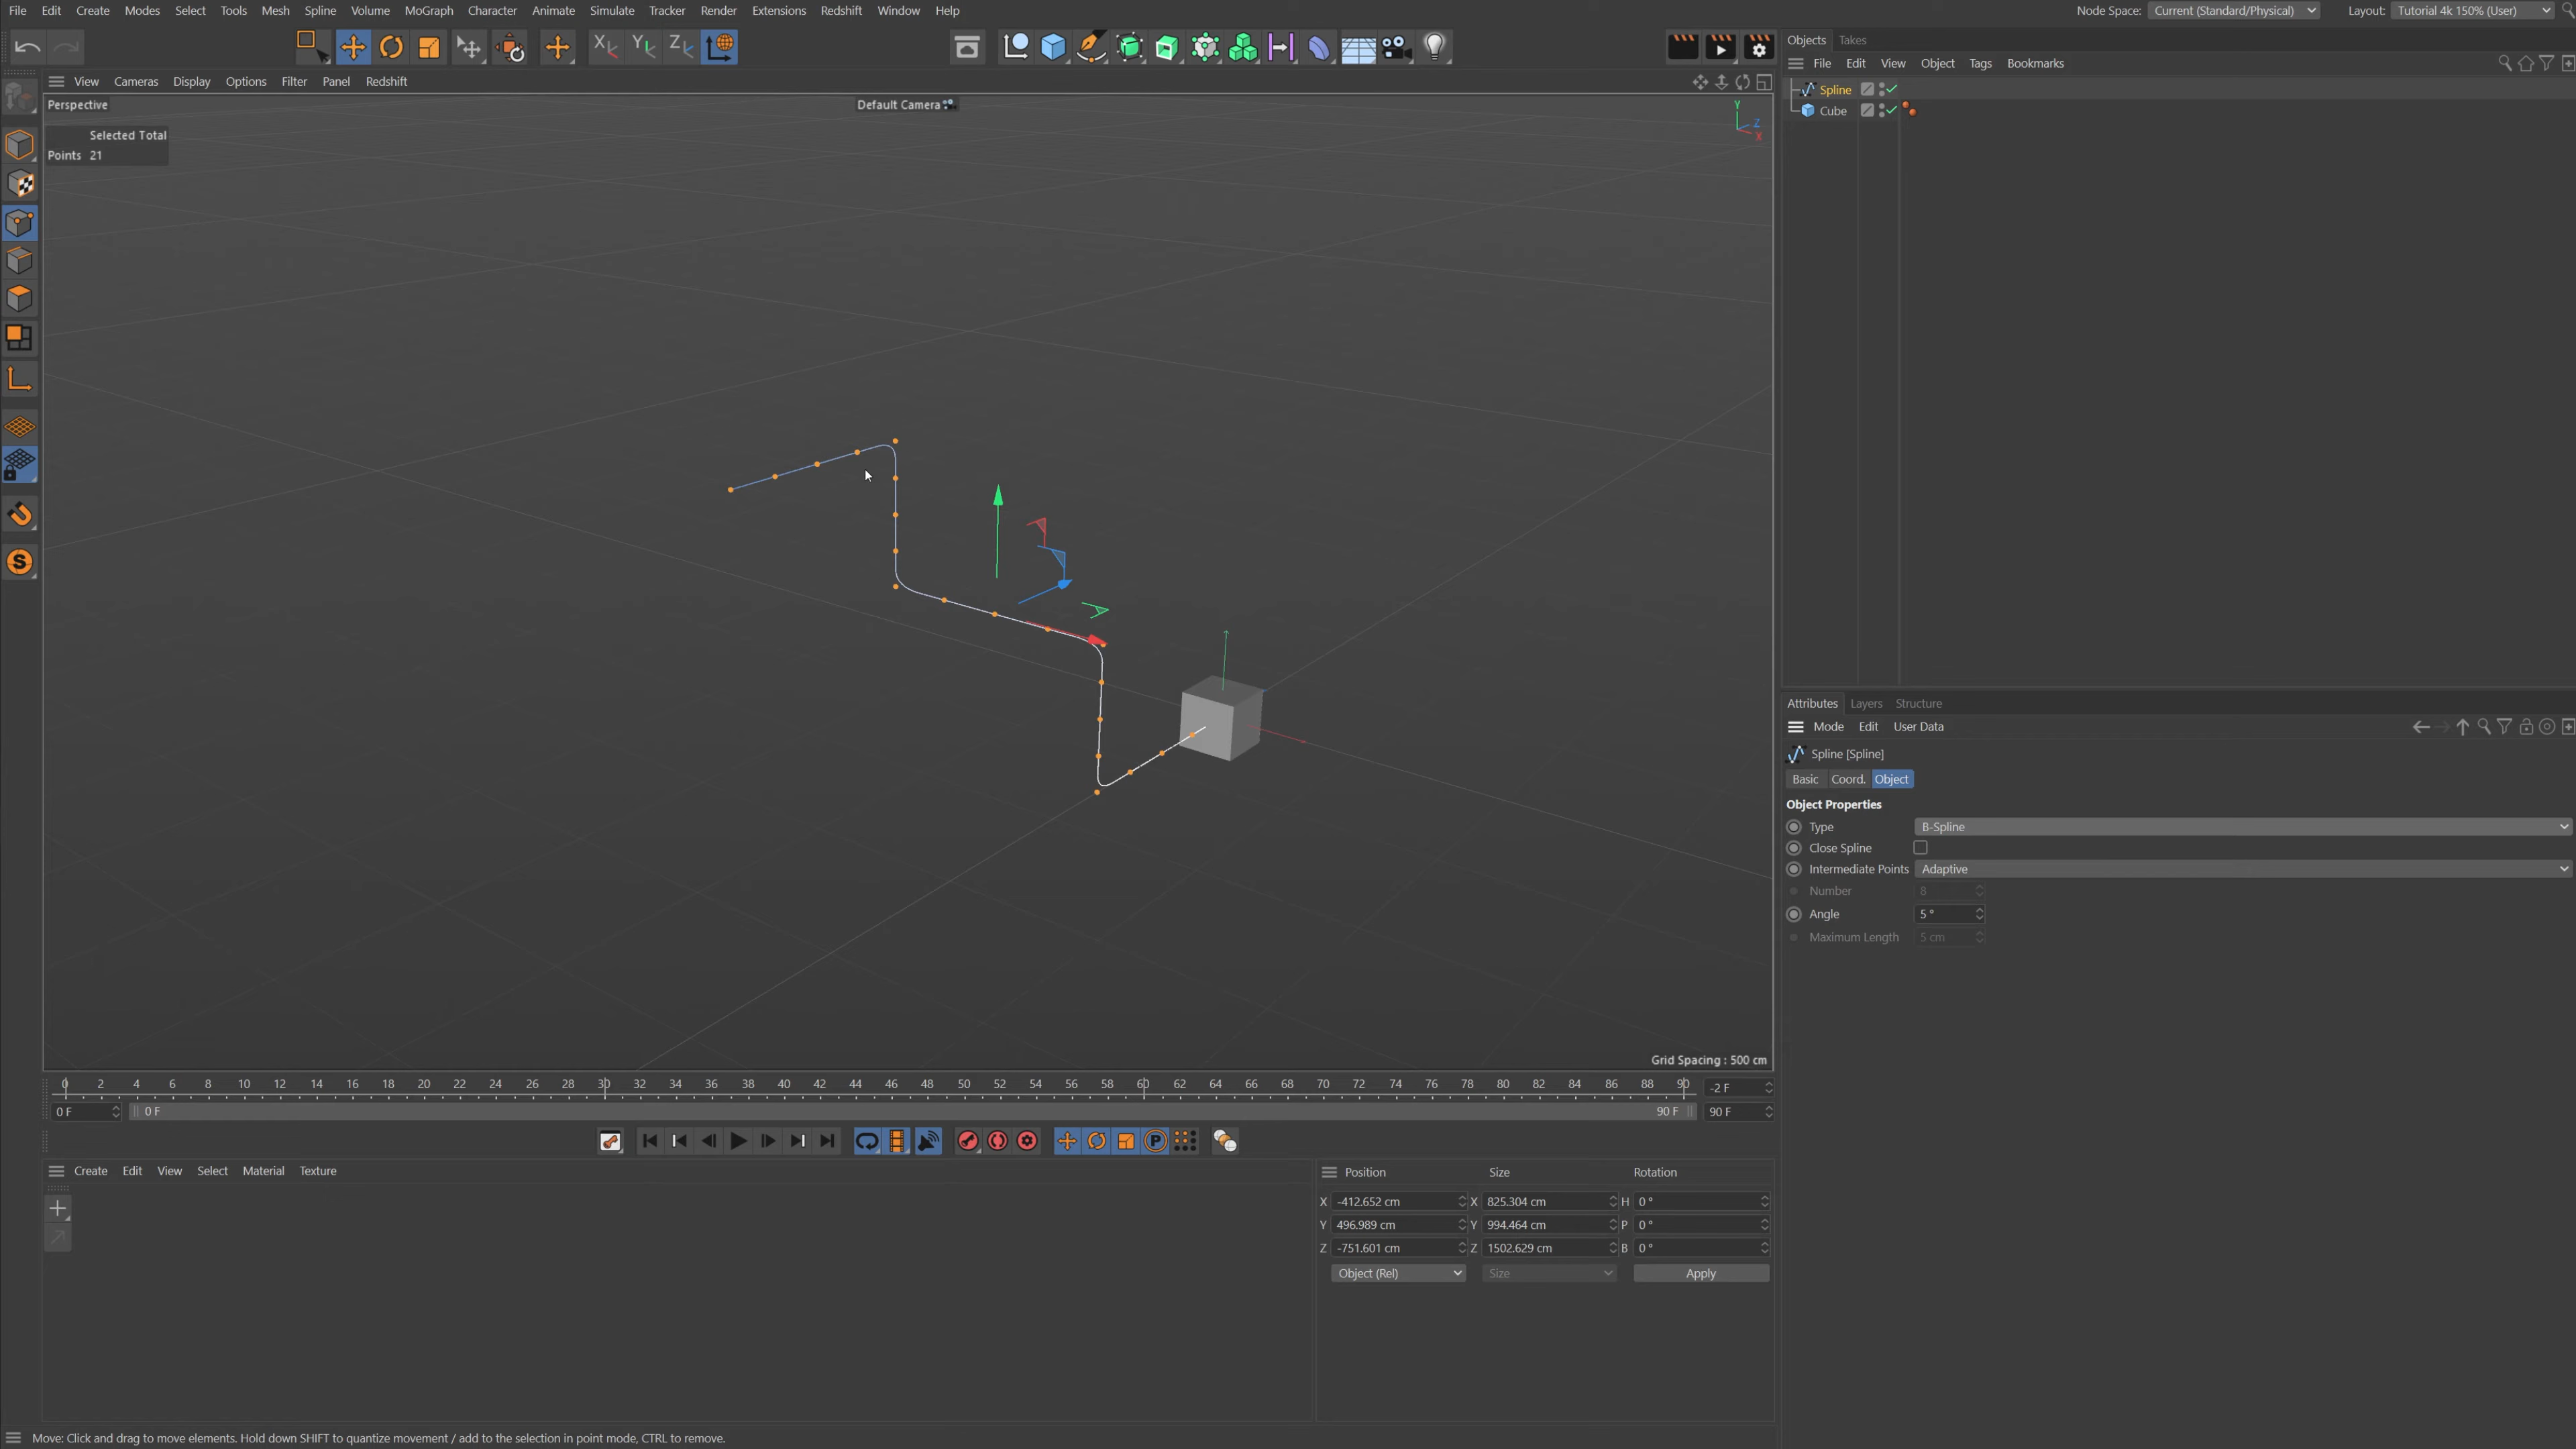 File Edit Create Modes Select Tools Mesh Spline Volume MoGraph Character Animate Simulate Tracker Render Extensions Redshift Window Help
Node Space: Current (Standard/Physical) Layout: Tutorial 4k 150% (User)
X Y Z
Objects Takes
File Edit View Object Tags Bookmarks
View Cameras Display Options Filter Panel Redshift
Spline
Cube
Perspective
Default Camera
Y
Z
X
Selected Total
Points 21
S
Attributes Layers Structure
Mode Edit User Data
Spline [Spline]
Basic Coord. Object
Object Properties
Type B-Spline
Close Spline
Intermediate Points Adaptive
Number 8
Angle 5 °
Maximum Length 5 cm
Grid Spacing : 500 cm
0 2 4 6 8 10 12 14 16 18 20 22 24 26 28 30 32 34 36 38 40 42 44 46 48 50 52 54 56 58 60 62 64 66 68 70 72 74 76 78 80 82 84 86 88 90 -2 F
0 F 0 F 90 F 90 F
P
Create Edit View Select Material Texture
Position Size Rotation
X -412.652 cm X 825.304 cm H 0 °
Y 496.989 cm Y 994.464 cm P 0 °
Z -751.601 cm Z 1502.629 cm B 0 °
Object (Rel) Size Apply
Move: Click and drag to move elements. Hold down SHIFT to quantize movement / add to the selection in point mode, CTRL to remove.